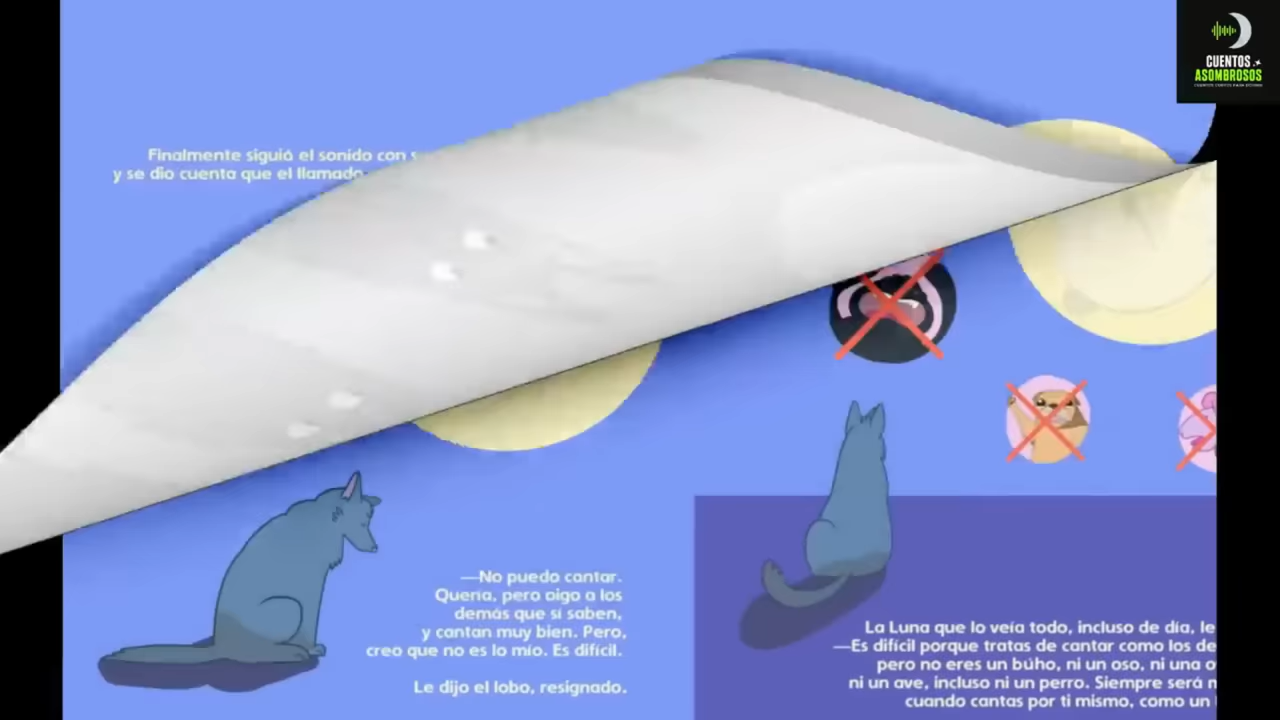 CUENTOS
ASOMBROSOS
Finalmente siguió el sonido con
y se dio cuenta que el llamado
—No puedo cantar.
Quería, pero oigo a los
demás que sí saben,
y cantan muy bien. Pero,
creo que no es lo mío. Es difícil.
Le dijo el lobo, resignado.
La Luna que lo veía todo, incluso de día, le
—Es difícil porque tratas de cantar como los de
pero no eres un búho, ni un oso, ni una
ni un ave, incluso ni un perro. Siempre será
cuando cantas por ti mismo, como un